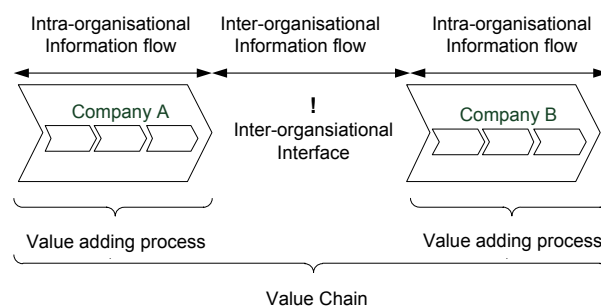 Intra-organisational
Information flow
Inter-organisational
Information flow
Intra-organisational
Information flow
Company A
!
Inter-organsiational
Interface
Company B
Value adding process
Value adding process
Value Chain